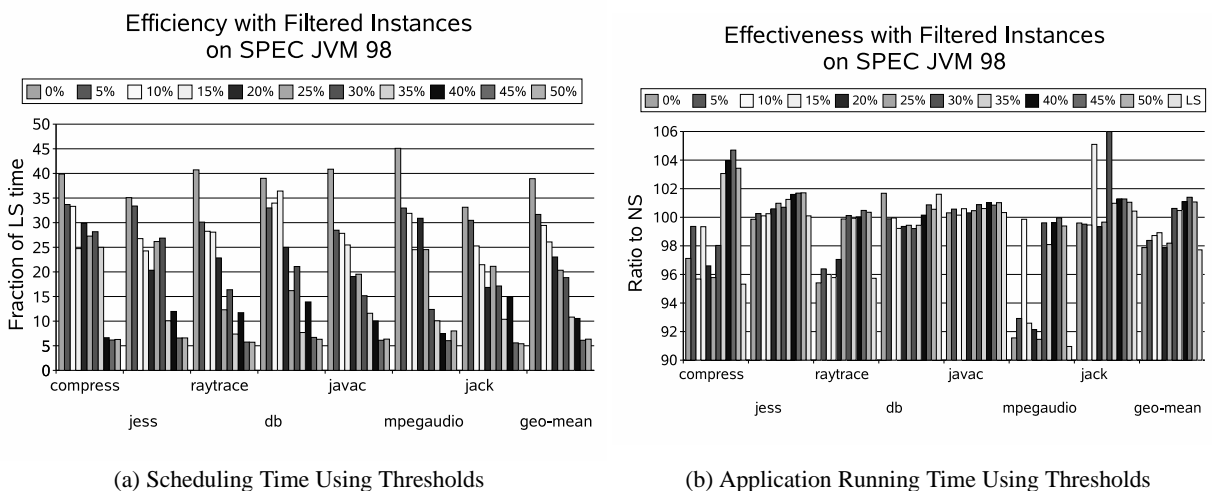 Efficiency with Filtered Instances
on SPEC JVM 98
0% 5% 10% 15% 20% 25% 30% 35% 40% 45% 50%
Fraction of LS time
50
45
40
35
30
25
20
15
10
5
0
compress raytrace javac jack
jess db mpegaudio geo-mean
(a) Scheduling Time Using Thresholds
Effectiveness with Filtered Instances
on SPEC JVM 98
0% 5% 10% 15% 20% 25% 30% 35% 40% 45% 50% LS
Ratio to NS
106
104
102
100
98
96
94
92
90
compress raytrace javac jack
jess db mpegaudio geo-mean
(b) Application Running Time Using Thresholds